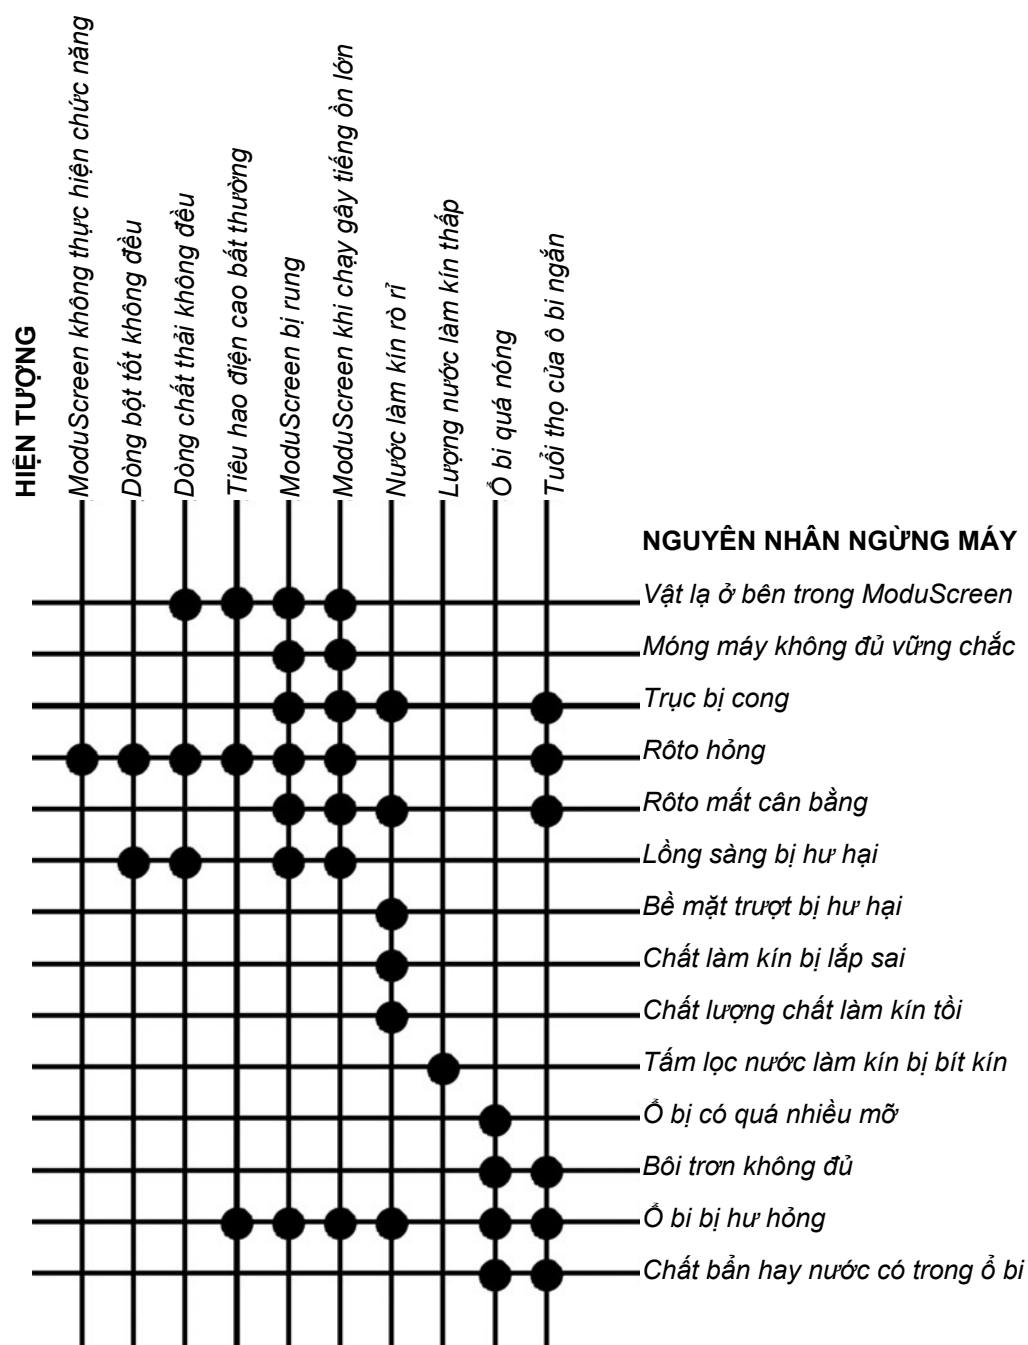 HIỆN TƯỢNG
ModuScreen không thực hiện chức năng
Dòng bột tốt không đều
Dòng chất thải không đều
Tiêu hao điện cao bất thường
ModuScreen bị rung
ModuScreen khi chạy gây tiếng ồn lớn
Nước làm kín rò rỉ
Lượng nước làm kín thấp
Ổ bi quá nóng
Tuổi thọ của ô bi ngắn
NGUYÊN NHÂN NGỪNG MÁY
Vật lạ ở bên trong ModuScreen
Móng máy không đủ vững chắc
Trục bị cong
Rôto hỏng
Rôto mất cân bằng
Lồng sàng bị hư hại
Bề mặt trượt bị hư hại
Chất làm kín bị lắp sai
Chất lượng chất làm kín tồi
Tấm lọc nước làm kín bị bít kín
Ổ bị có quá nhiều mỡ
Bôi trơn không đủ
Ổ bi bị hư hỏng
Chất bẩn hay nước có trong ổ bi